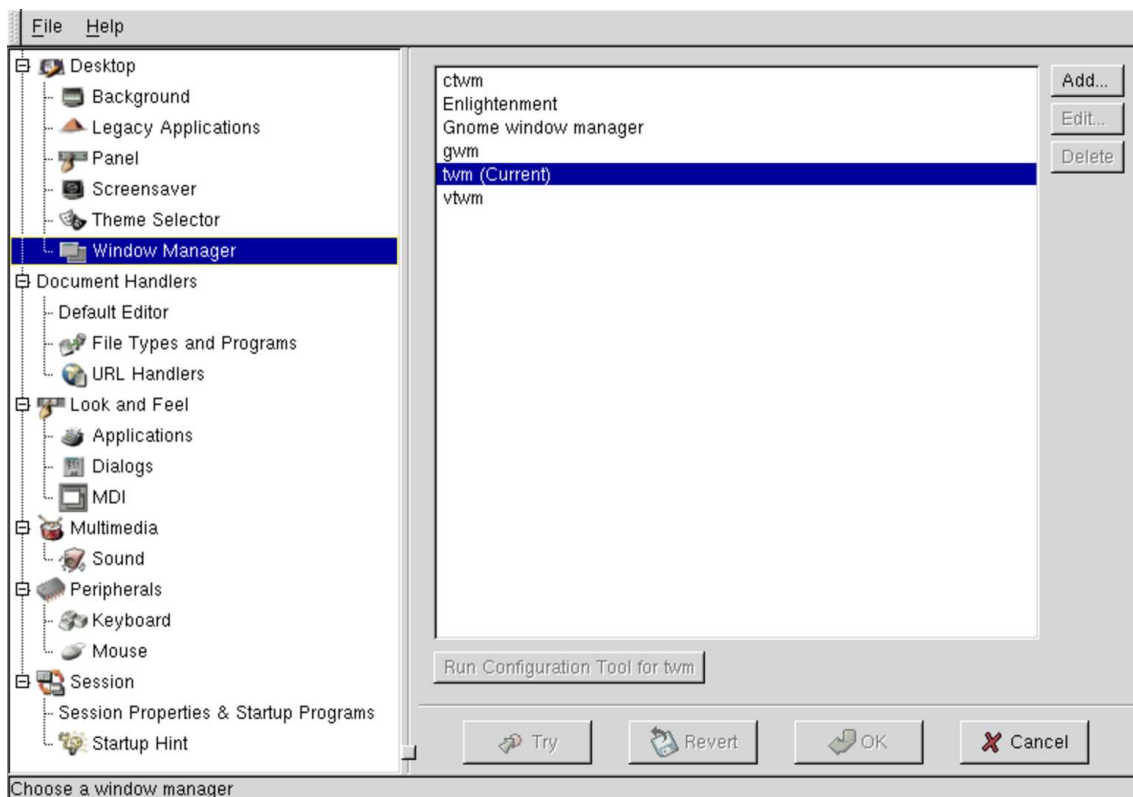 File Help
Desktop
Background
Legacy Applications
Panel
Screensaver
Theme Selector
Window Manager
Document Handlers
Default Editor
File Types and Programs
URL Handlers
Look and Feel
Applications
Dialogs
MDI
Multimedia
Sound
Peripherals
Keyboard
Mouse
Session
Session Properties & Startup Programs
Startup Hint
ctwm
Enlightenment
Gnome window manager
gwm
twm (Current)
vtwm
Add...
Edit...
Delete
Run Configuration Tool for twm
Try Revert OK Cancel
Choose a window manager